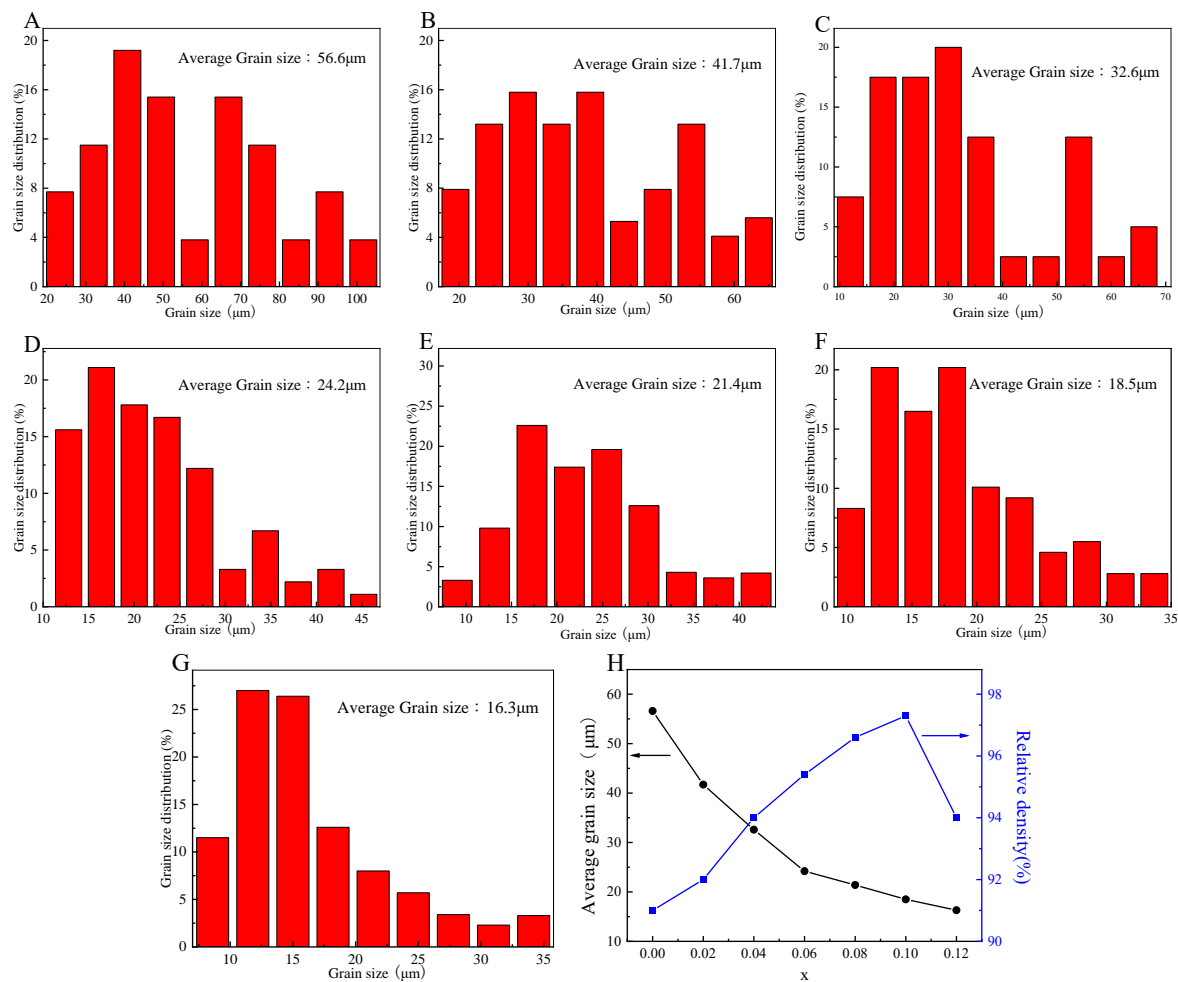 A
Average Grain size：56.6μm
Grain size distribution (%)
20
16
12
8
4
0
20 30 40 50 60 70 80 90 100
Grain size（μm）
B
Average Grain size：41.7μm
Grain size distribution (%)
20
16
12
8
4
0
20 30 40 50 60
Grain size（μm）
C
Average Grain size：32.6μm
Grain size distribution (%)
20
15
10
5
0
10 20 30 40 50 60 70
Grain size（μm）
D
Average Grain size：24.2μm
Grain size distribution (%)
20
15
10
5
0
10 15 20 25 30 35 40 45
Grain size（μm）
E
Average Grain size：21.4μm
Grain size distribution (%)
30
25
20
15
10
5
0
10 15 20 25 30 35 40
Grain size（μm）
F
Average Grain size：18.5μm
Grain size distribution (%)
20
15
10
5
0
10 15 20 25 30 35
Grain size（μm）
G
Average Grain size：16.3μm
Grain size distribution (%)
25
20
15
10
5
0
10 15 20 25 30 35
Grain size（μm）
H
Average grain size（μm）
60
50
40
30
20
10
98
96
94
92
90
Relative density(%)
0.00 0.02 0.04 0.06 0.08 0.10 0.12
x